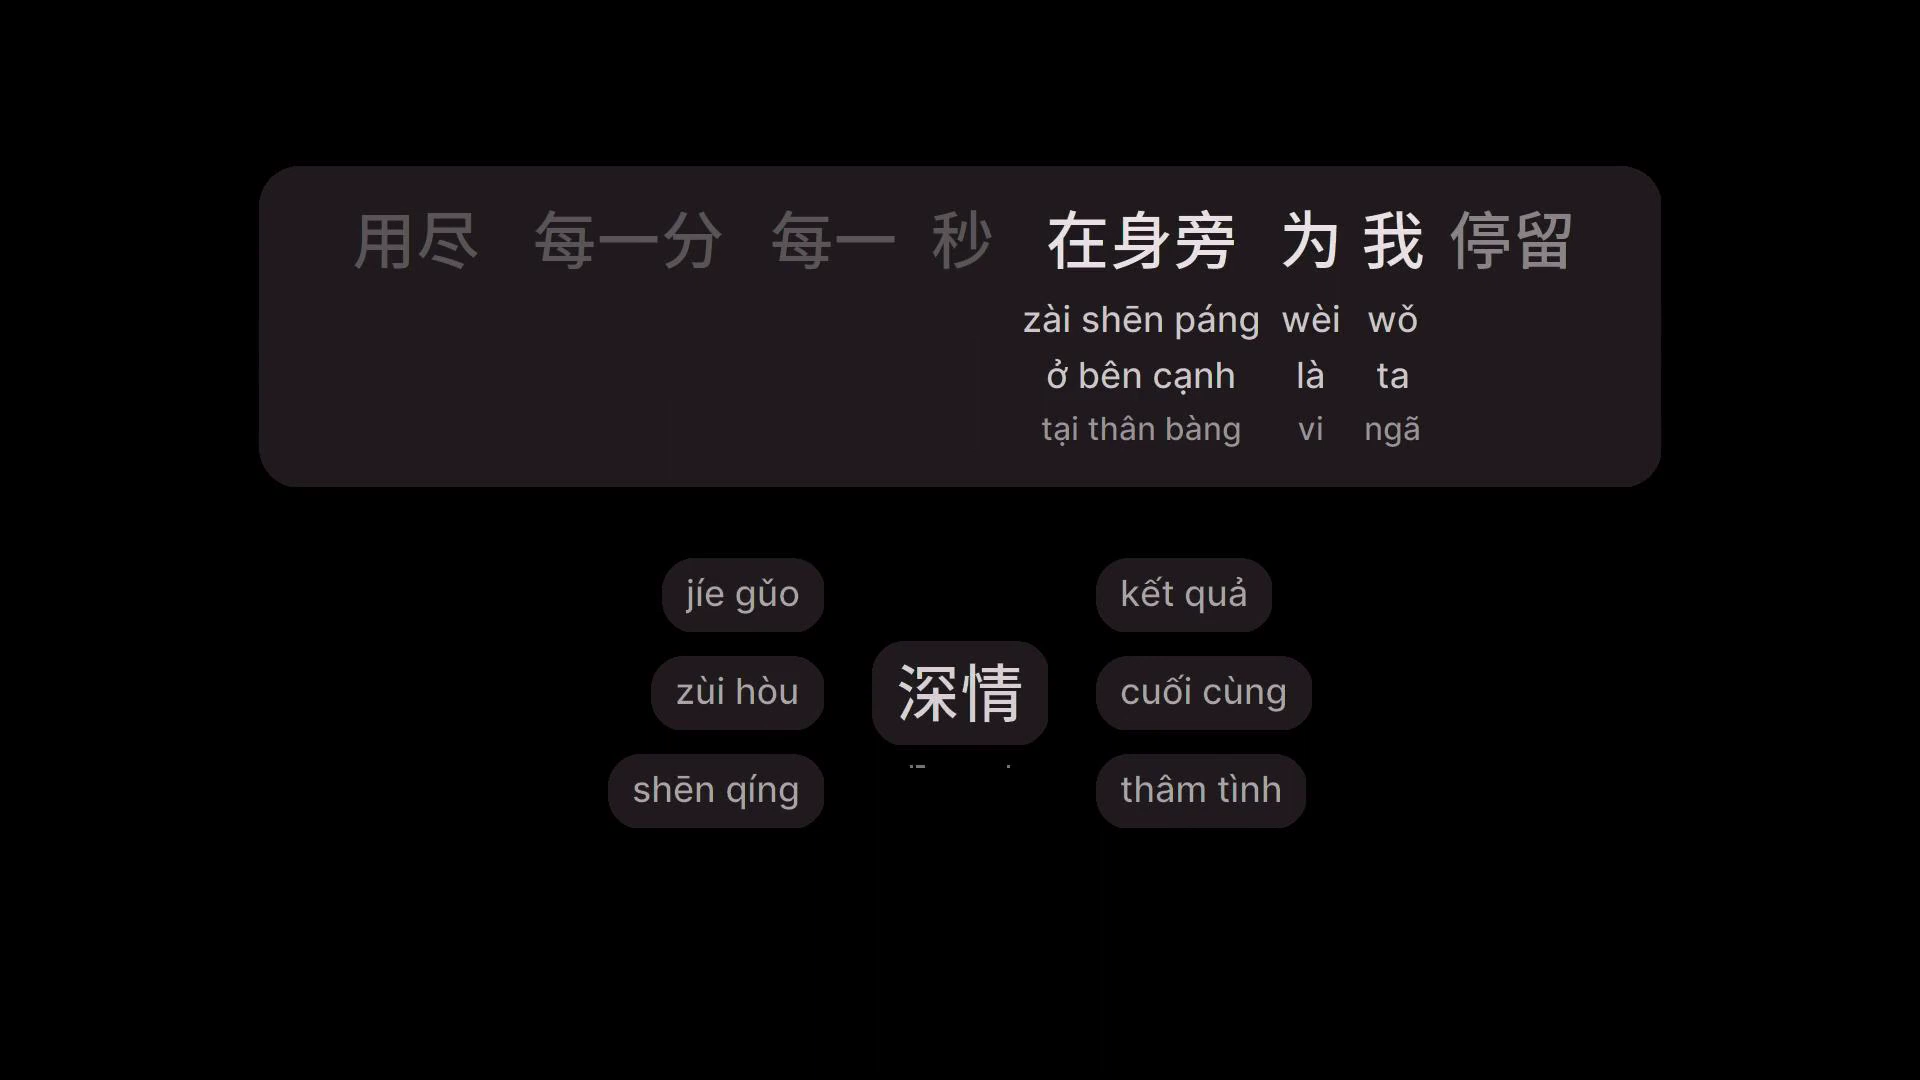 用尽 每一分 每一 秒 在身旁 为 我 停留
zài shēn páng wèi wǒ
ở bên cạnh là ta
tại thân bàng vi ngã
jíe gǔo
kết quả
深情
zùi hòu
cuối cùng
shēn qíng
thâm tình